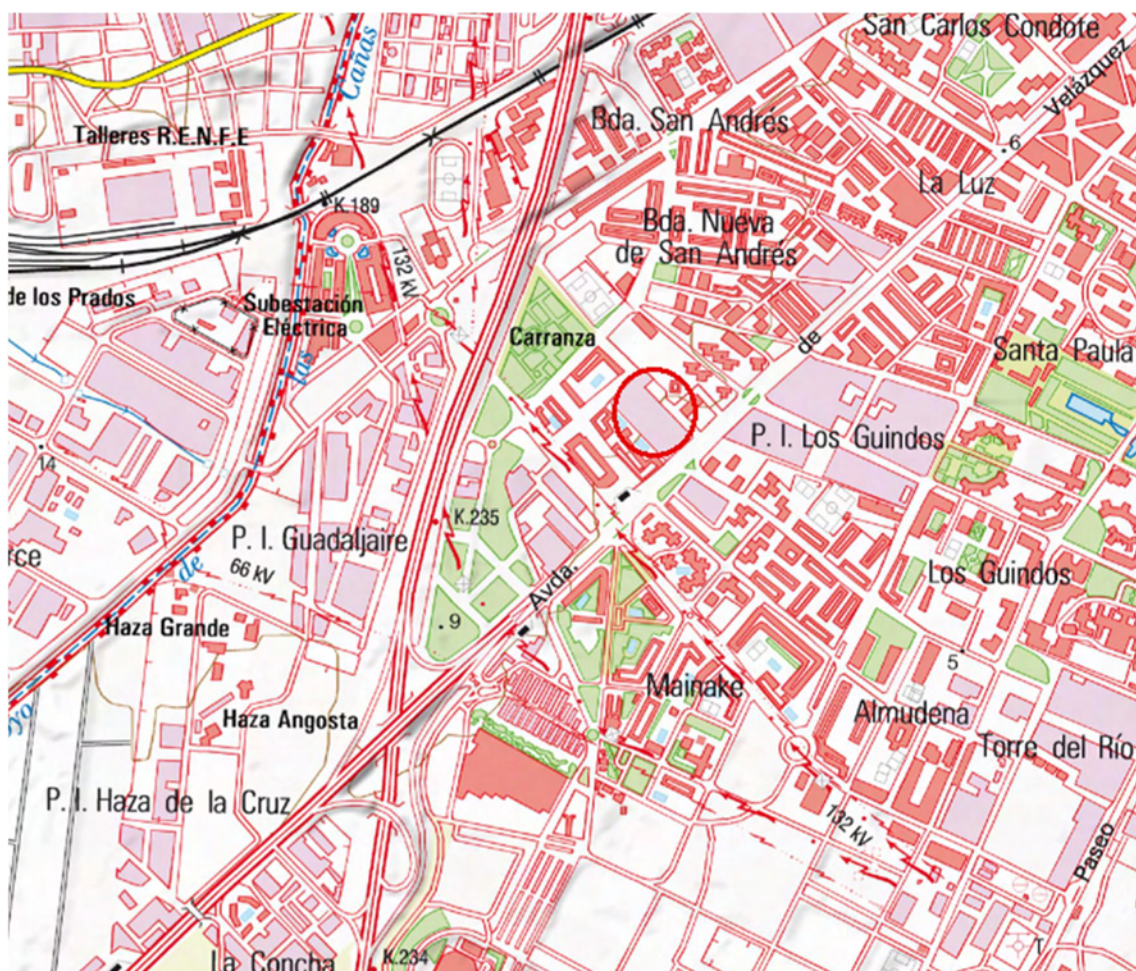 San Carlos Condote
Cañas
Velázquez
Bda. San Andrés
Talleres R.E.N.F.E
6
La Luz
K.189
Bda. Nueva
de San Andrés
132 kV
de los Prados
Subestación
Eléctrica
Carranza
de
Santa Paula
las
P. I. Los Guindos
14
K.235
P. I. Guadaljaire
rce
66 kV
de
Los Guindos
Avda.
Haza Grande
9
5
Mainake
oyo
Haza Angosta
Almudena
Torre del Río
P. I. Haza de la Cruz
132 kV
Paseo
T
La Concha
K.234